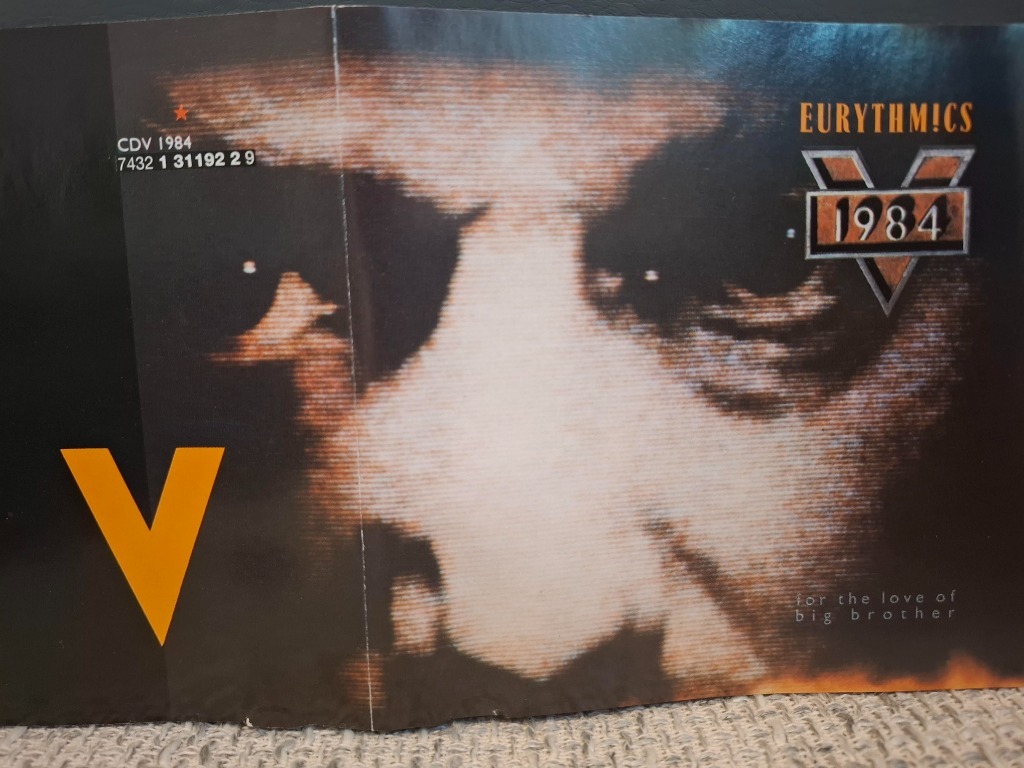 CDV 1984
7432 1 31192 2 9
V
EURYTHM!CS
1984
for the love of
big brother